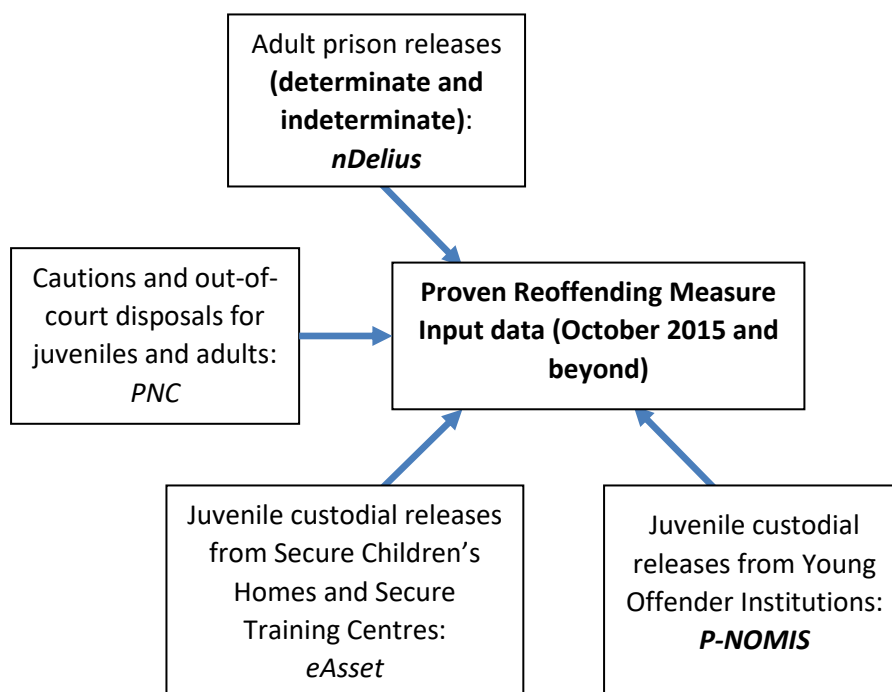 Adult prison releases
(determinate and
indeterminate):
nDelius
Cautions and out-of-
court disposals for
juveniles and adults:
PNC
Proven Reoffending Measure
Input data (October 2015 and
beyond)
Juvenile custodial releases
from Secure Children’s
Homes and Secure
Training Centres:
eAsset
Juvenile custodial
releases from Young
Offender Institutions:
P-NOMIS